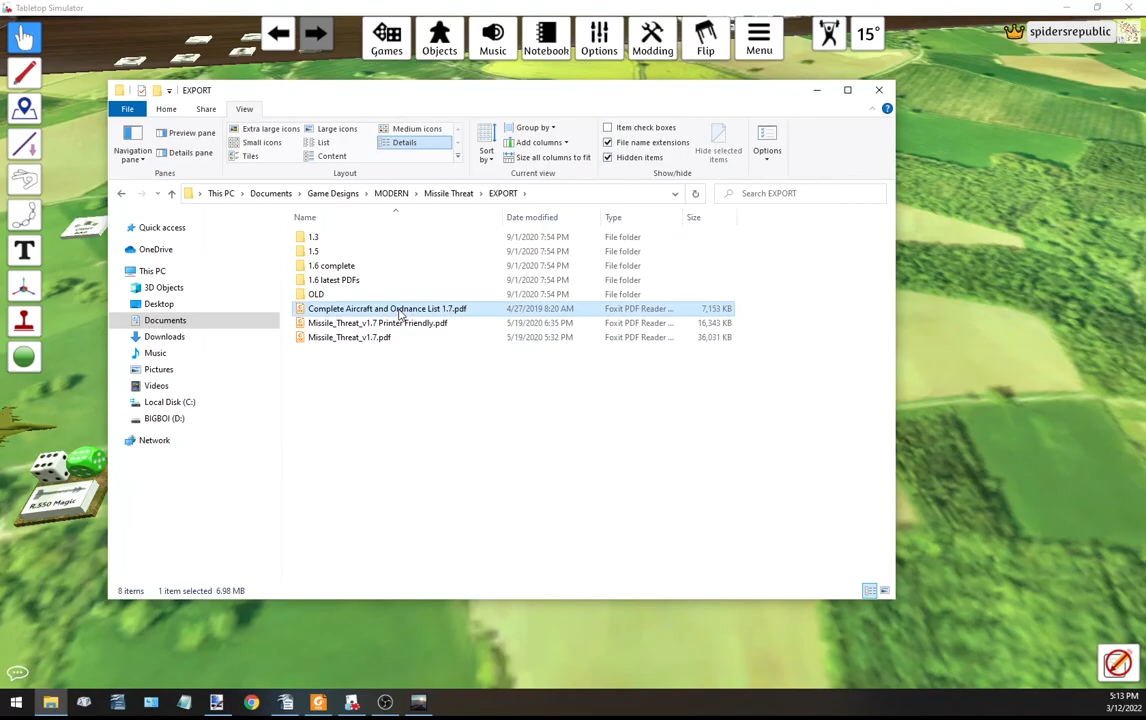 Tabletop Simulator
Games Objects Music Notebook Options Modding Flip Menu 15° spidersrepublic
EXPORT
File Home Share View
Navigation pane
Preview pane
Details pane
Panes
Extra large icons Large icons Medium icons
Small icons List Details
Tiles Content
Layout
Sort by
Group by
Add columns
Size all columns to fit
Current view
Item check boxes
File name extensions
Hidden items
Hide selected items
Show/hide
Options
This PC › Documents › Game Designs › MODERN › Missile Threat › EXPORT ›
Search EXPORT
Quick access
OneDrive
This PC
3D Objects
Desktop
Documents
Downloads
Music
Pictures
Videos
Local Disk (C:)
BIGBOI (D:)
Network
Name Date modified Type Size
1.3 9/1/2020 7:54 PM File folder
1.5 9/1/2020 7:54 PM File folder
1.6 complete 9/1/2020 7:54 PM File folder
1.6 latest PDFs 9/1/2020 7:54 PM File folder
OLD 9/1/2020 7:54 PM File folder
Complete Aircraft and Ordnance List 1.7.pdf 4/27/2019 8:20 AM Foxit PDF Reader ... 7,153 KB
Missile_Threat_v1.7 Printer Friendly.pdf 5/19/2020 6:35 PM Foxit PDF Reader ... 16,343 KB
Missile_Threat_v1.7.pdf 5/19/2020 5:32 PM Foxit PDF Reader ... 36,031 KB
8 items 1 item selected 6.98 MB
T
R.550 Magic
5:13 PM
3/12/2022